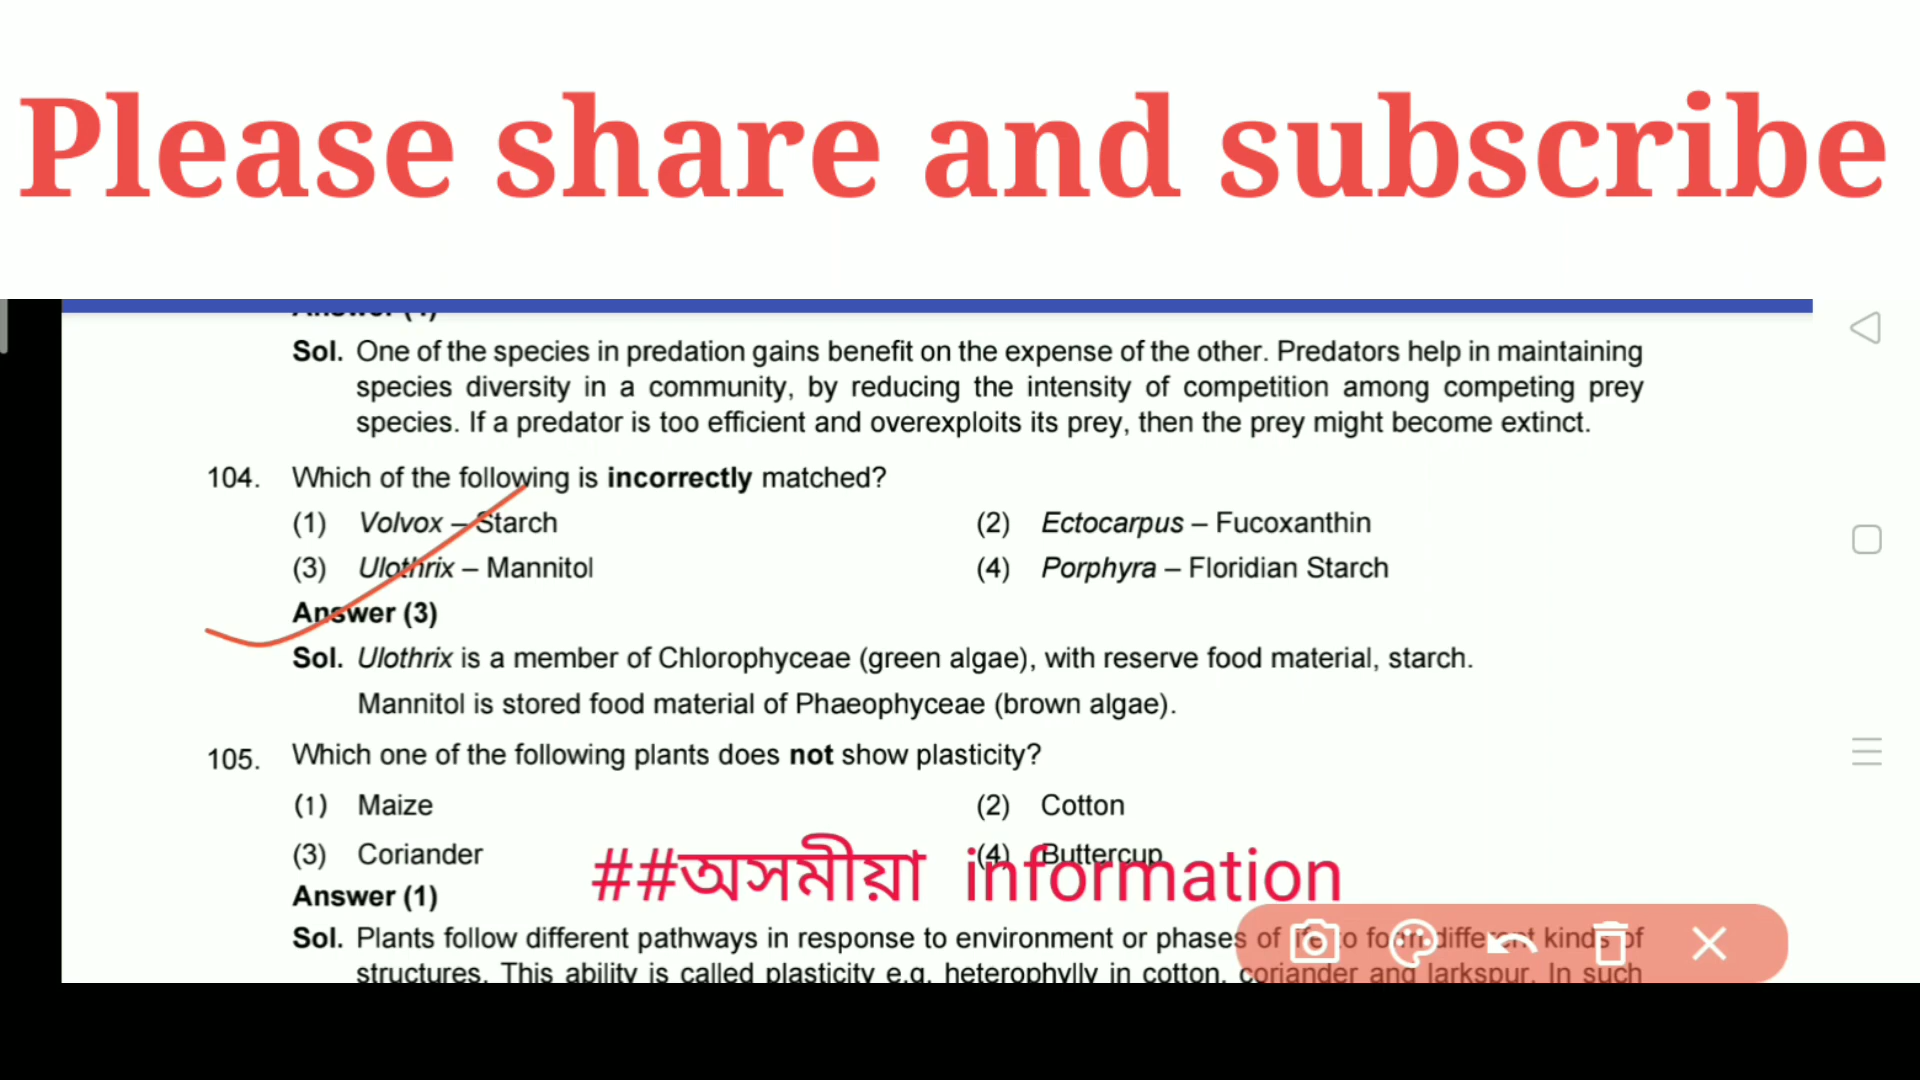 Please share and subscribe
Answer (4)
Sol. One of the species in predation gains benefit on the expense of the other. Predators help in maintaining
species diversity in a community, by reducing the intensity of competition among competing prey
species. If a predator is too efficient and overexploits its prey, then the prey might become extinct.
104. Which of the following is incorrectly matched?
(1) Volvox – Starch (2) Ectocarpus – Fucoxanthin
(3) Ulothrix – Mannitol (4) Porphyra – Floridian Starch
Answer (3)
Sol. Ulothrix is a member of Chlorophyceae (green algae), with reserve food material, starch.
Mannitol is stored food material of Phaeophyceae (brown algae).
105. Which one of the following plants does not show plasticity?
(1) Maize (2) Cotton
(3) Coriander (4) Buttercup
##অসমীয়া information
Answer (1)
Sol. Plants follow different pathways in response to environment or phases of life to form different kinds of
structures. This ability is called plasticity e.g. heterophylly in cotton, coriander and larkspur. In such